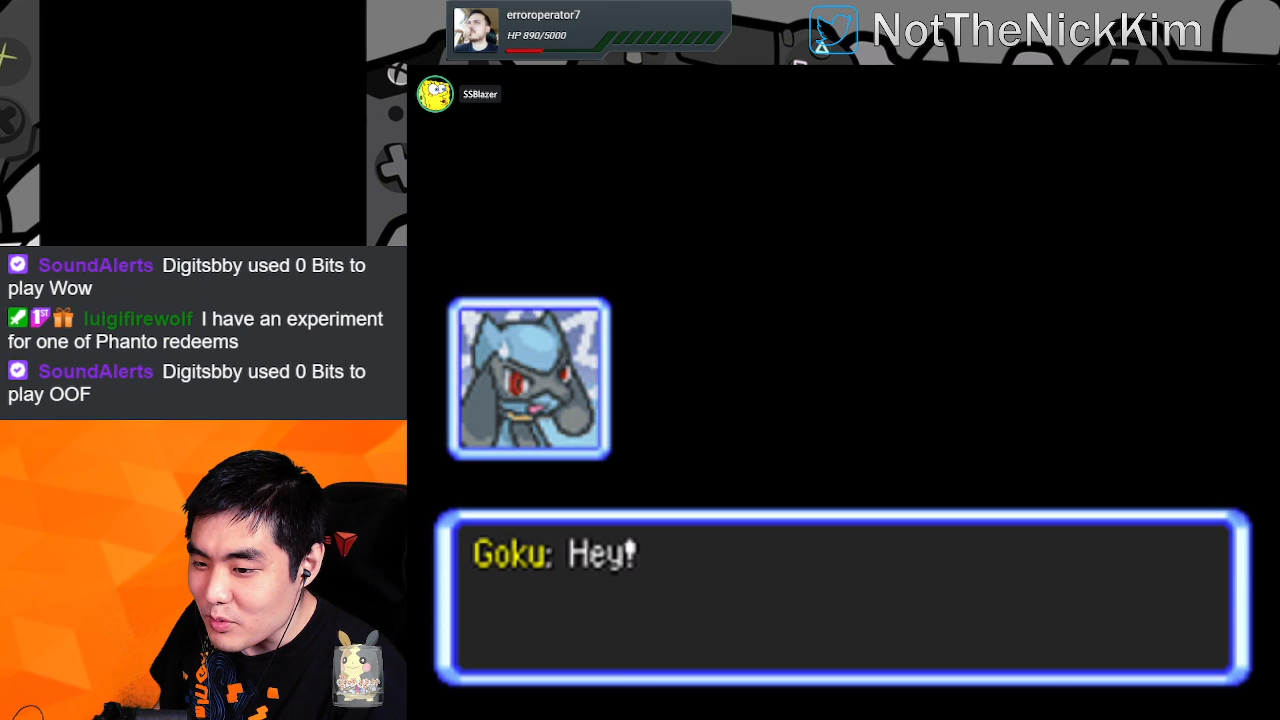 erroroperator7
HP 890/5000
NotTheNickKim
SSBlazer
SoundAlerts Digitsbby used 0 Bits to
play Wow
1ST luigifirewolf I have an experiment
for one of Phanto redeems
SoundAlerts Digitsbby used 0 Bits to
play OOF
Goku: Hey!